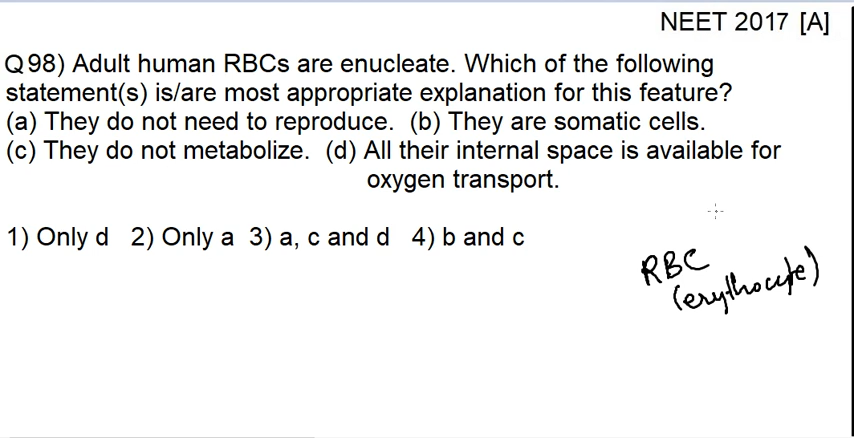 NEET 2017 [A]
Q98) Adult human RBCs are enucleate. Which of the following
statement(s) is/are most appropriate explanation for this feature?
(a) They do not need to reproduce. (b) They are somatic cells.
(c) They do not metabolize. (d) All their internal space is available for
oxygen transport.
1) Only d 2) Only a 3) a, c and d 4) b and c
RBC
(erythocyte)